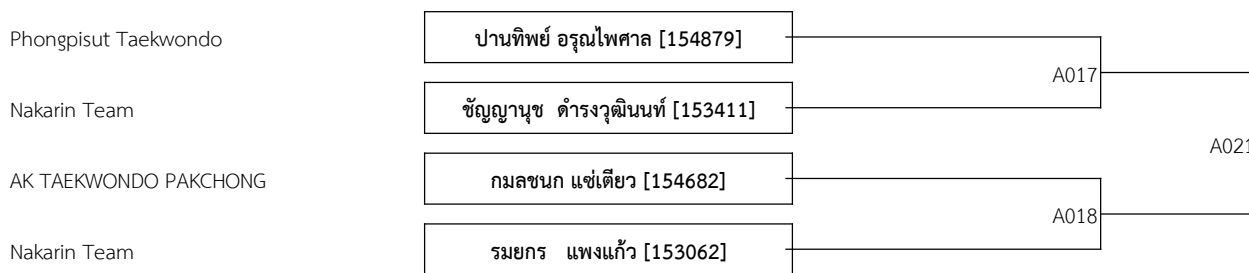 Phongpisut Taekwondo ปานทิพย์ อรุณไพศาล [154879]
A017
Nakarin Team ชัญญานุช ดำรงวุฒินนท์ [153411]
A021
AK TAEKWONDO PAKCHONG กมลชนก แซ่เตียว [154682]
A018
Nakarin Team รมยกร แพงแก้ว [153062]